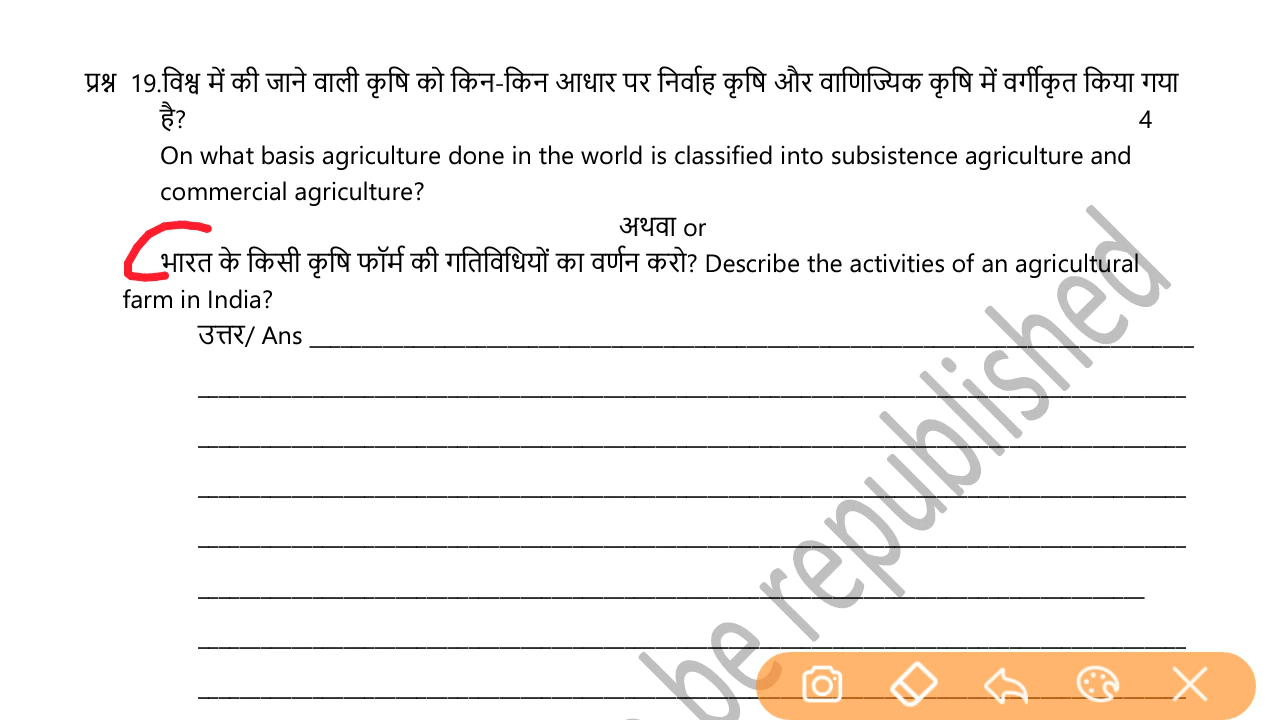 प्रश्न 19.विश्व में की जाने वाली कृषि को किन-किन आधार पर निर्वाह कृषि और वाणिज्यिक कृषि में वर्गीकृत किया गया
है? 4
On what basis agriculture done in the world is classified into subsistence agriculture and
commercial agriculture?
अथवा or
भारत के किसी कृषि फॉर्म की गतिविधियों का वर्णन करो? Describe the activities of an agricultural
farm in India?
उत्तर/ Ans
be republished